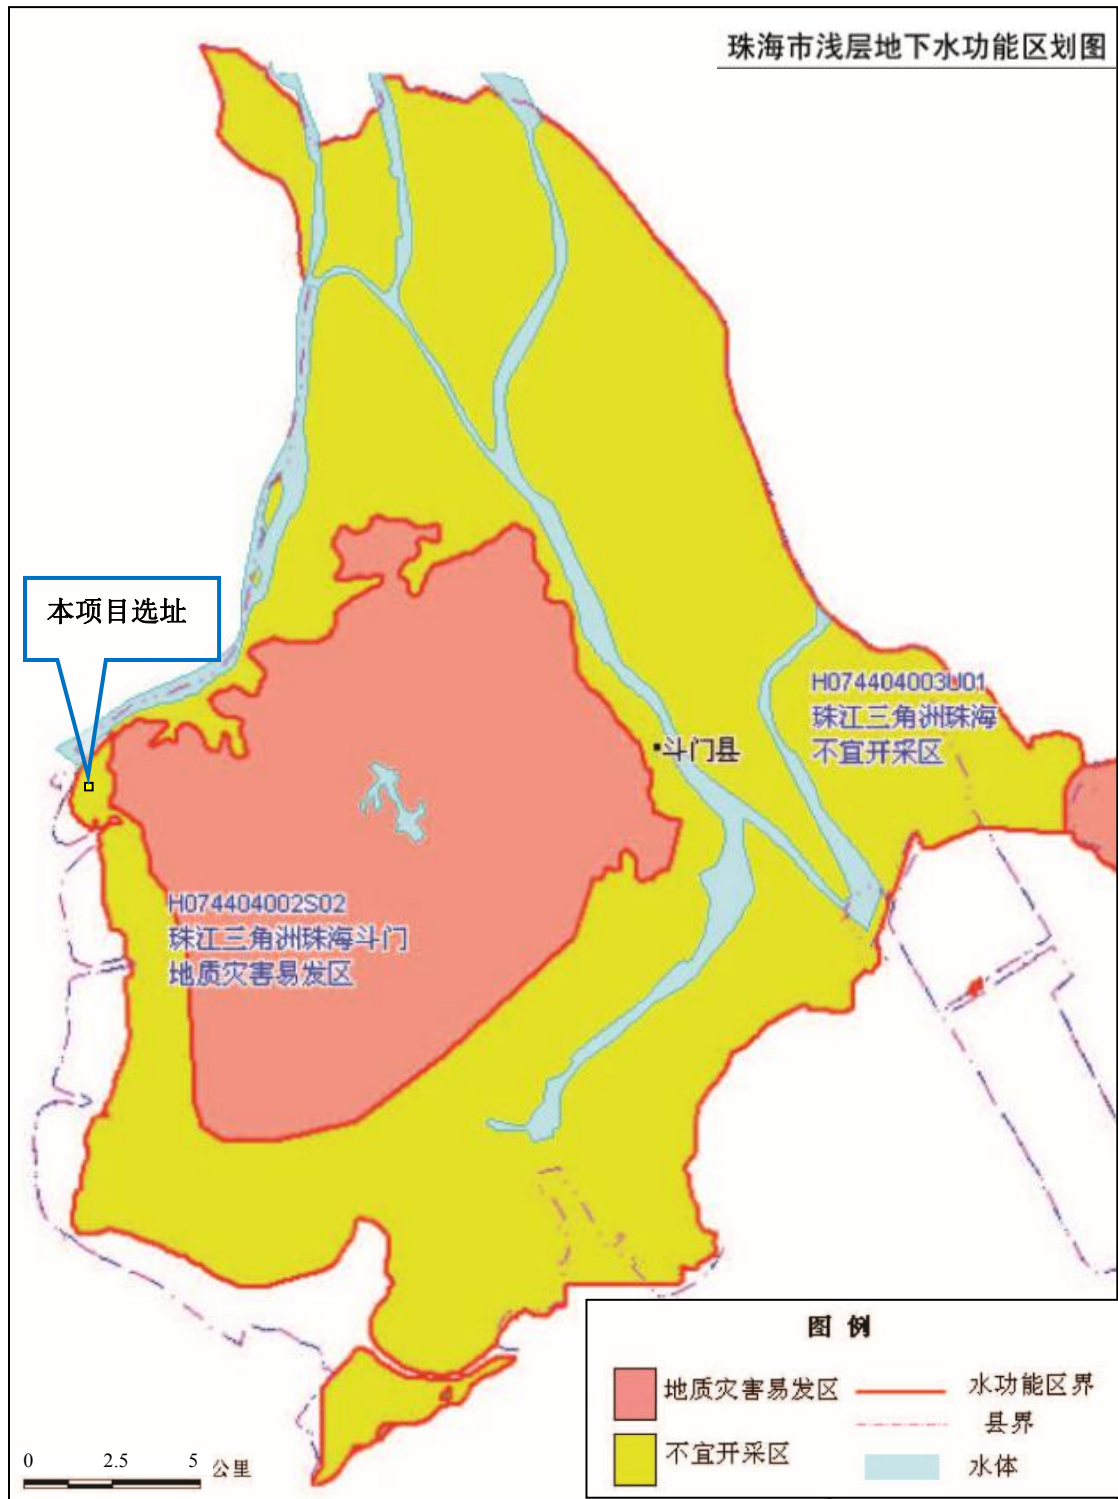 珠海市浅层地下水功能区划图
本项目选址
H074404003U01
珠江三角洲珠海
不宜开采区
斗门县
H074404002S02
珠江三角洲珠海斗门
地质灾害易发区
图 例
地质灾害易发区
水功能区界
县界
不宜开采区
水体
0 2.5 5 公里